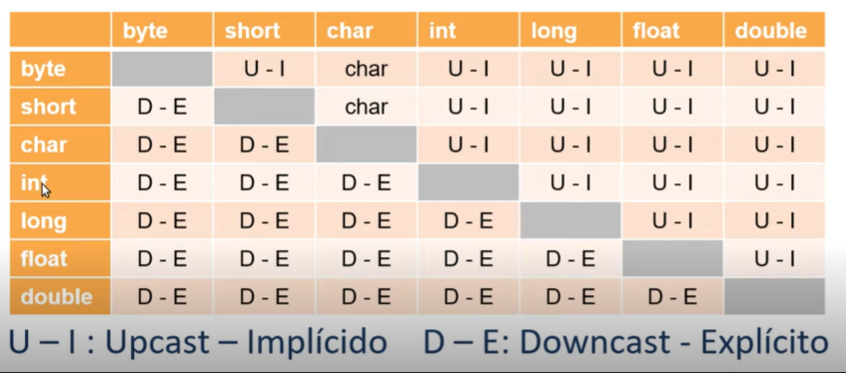 byte short char int long float double
byte U - I char U - I U - I U - I U - I
short D - E char U - I U - I U - I U - I
char D - E D - E U - I U - I U - I U - I
int D - E D - E D - E U - I U - I U - I
long D - E D - E D - E D - E U - I U - I
float D - E D - E D - E D - E D - E U - I
double D - E D - E D - E D - E D - E D - E
U – I : Upcast – Implícido D – E: Downcast - Explícito